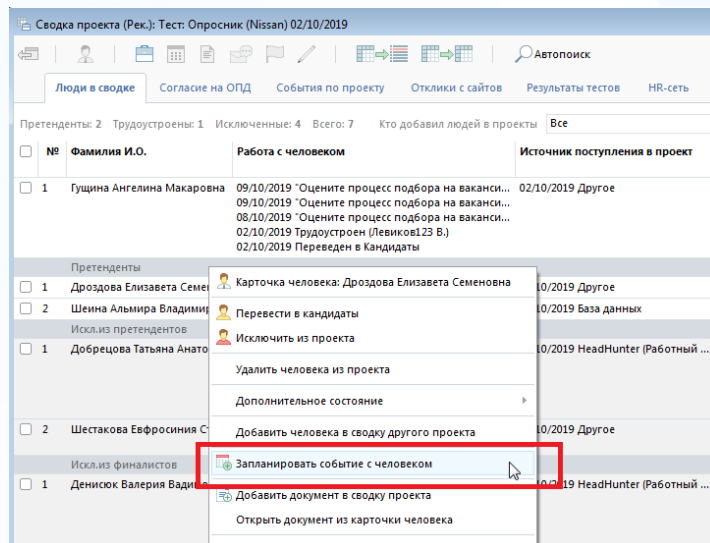 Сводка проекта (Рек.): Тест: Опросник (Nissan) 02/10/2019
Автопоиск
Люди в сводке Согласие на ОПД События по проекту Отклики с сайтов Результаты тестов HR-сеть
Претенденты: 2 Трудоустроены: 1 Исключенные: 4 Всего: 7 Кто добавил людей в проекты Все
№ Фамилия И.О. Работа с человеком Источник поступления в проект
1 Гущина Ангелина Макаровна 09/10/2019 "Оцените процесс подбора на ваканси... 02/10/2019 Другое
09/10/2019 "Оцените процесс подбора на ваканси...
08/10/2019 "Оцените процесс подбора на ваканси...
02/10/2019 Трудоустроен (Левиков123 В.)
02/10/2019 Переведен в Кандидаты
Претенденты
Карточка человека: Дроздова Елизавета Семеновна
1 Дроздова Елизавета Семе 10/2019 Другое
2 Шеина Альмира Владимир 10/2019 База данных
Перевести в кандидаты
Искл.из претендентов
Исключить из проекта
1 Добрецова Татьяна Анато 10/2019 HeadHunter (Работный ...
Удалить человека из проекта
Дополнительное состояние
2 Шестакова Евфросиния С 10/2019 Другое
Добавить человека в сводку другого проекта
Искл.из финалистов
Запланировать событие с человеком
1 Денисюк Валерия Вадим 10/2019 HeadHunter (Работный ...
Добавить документ в сводку проекта
Открыть документ из карточки человека